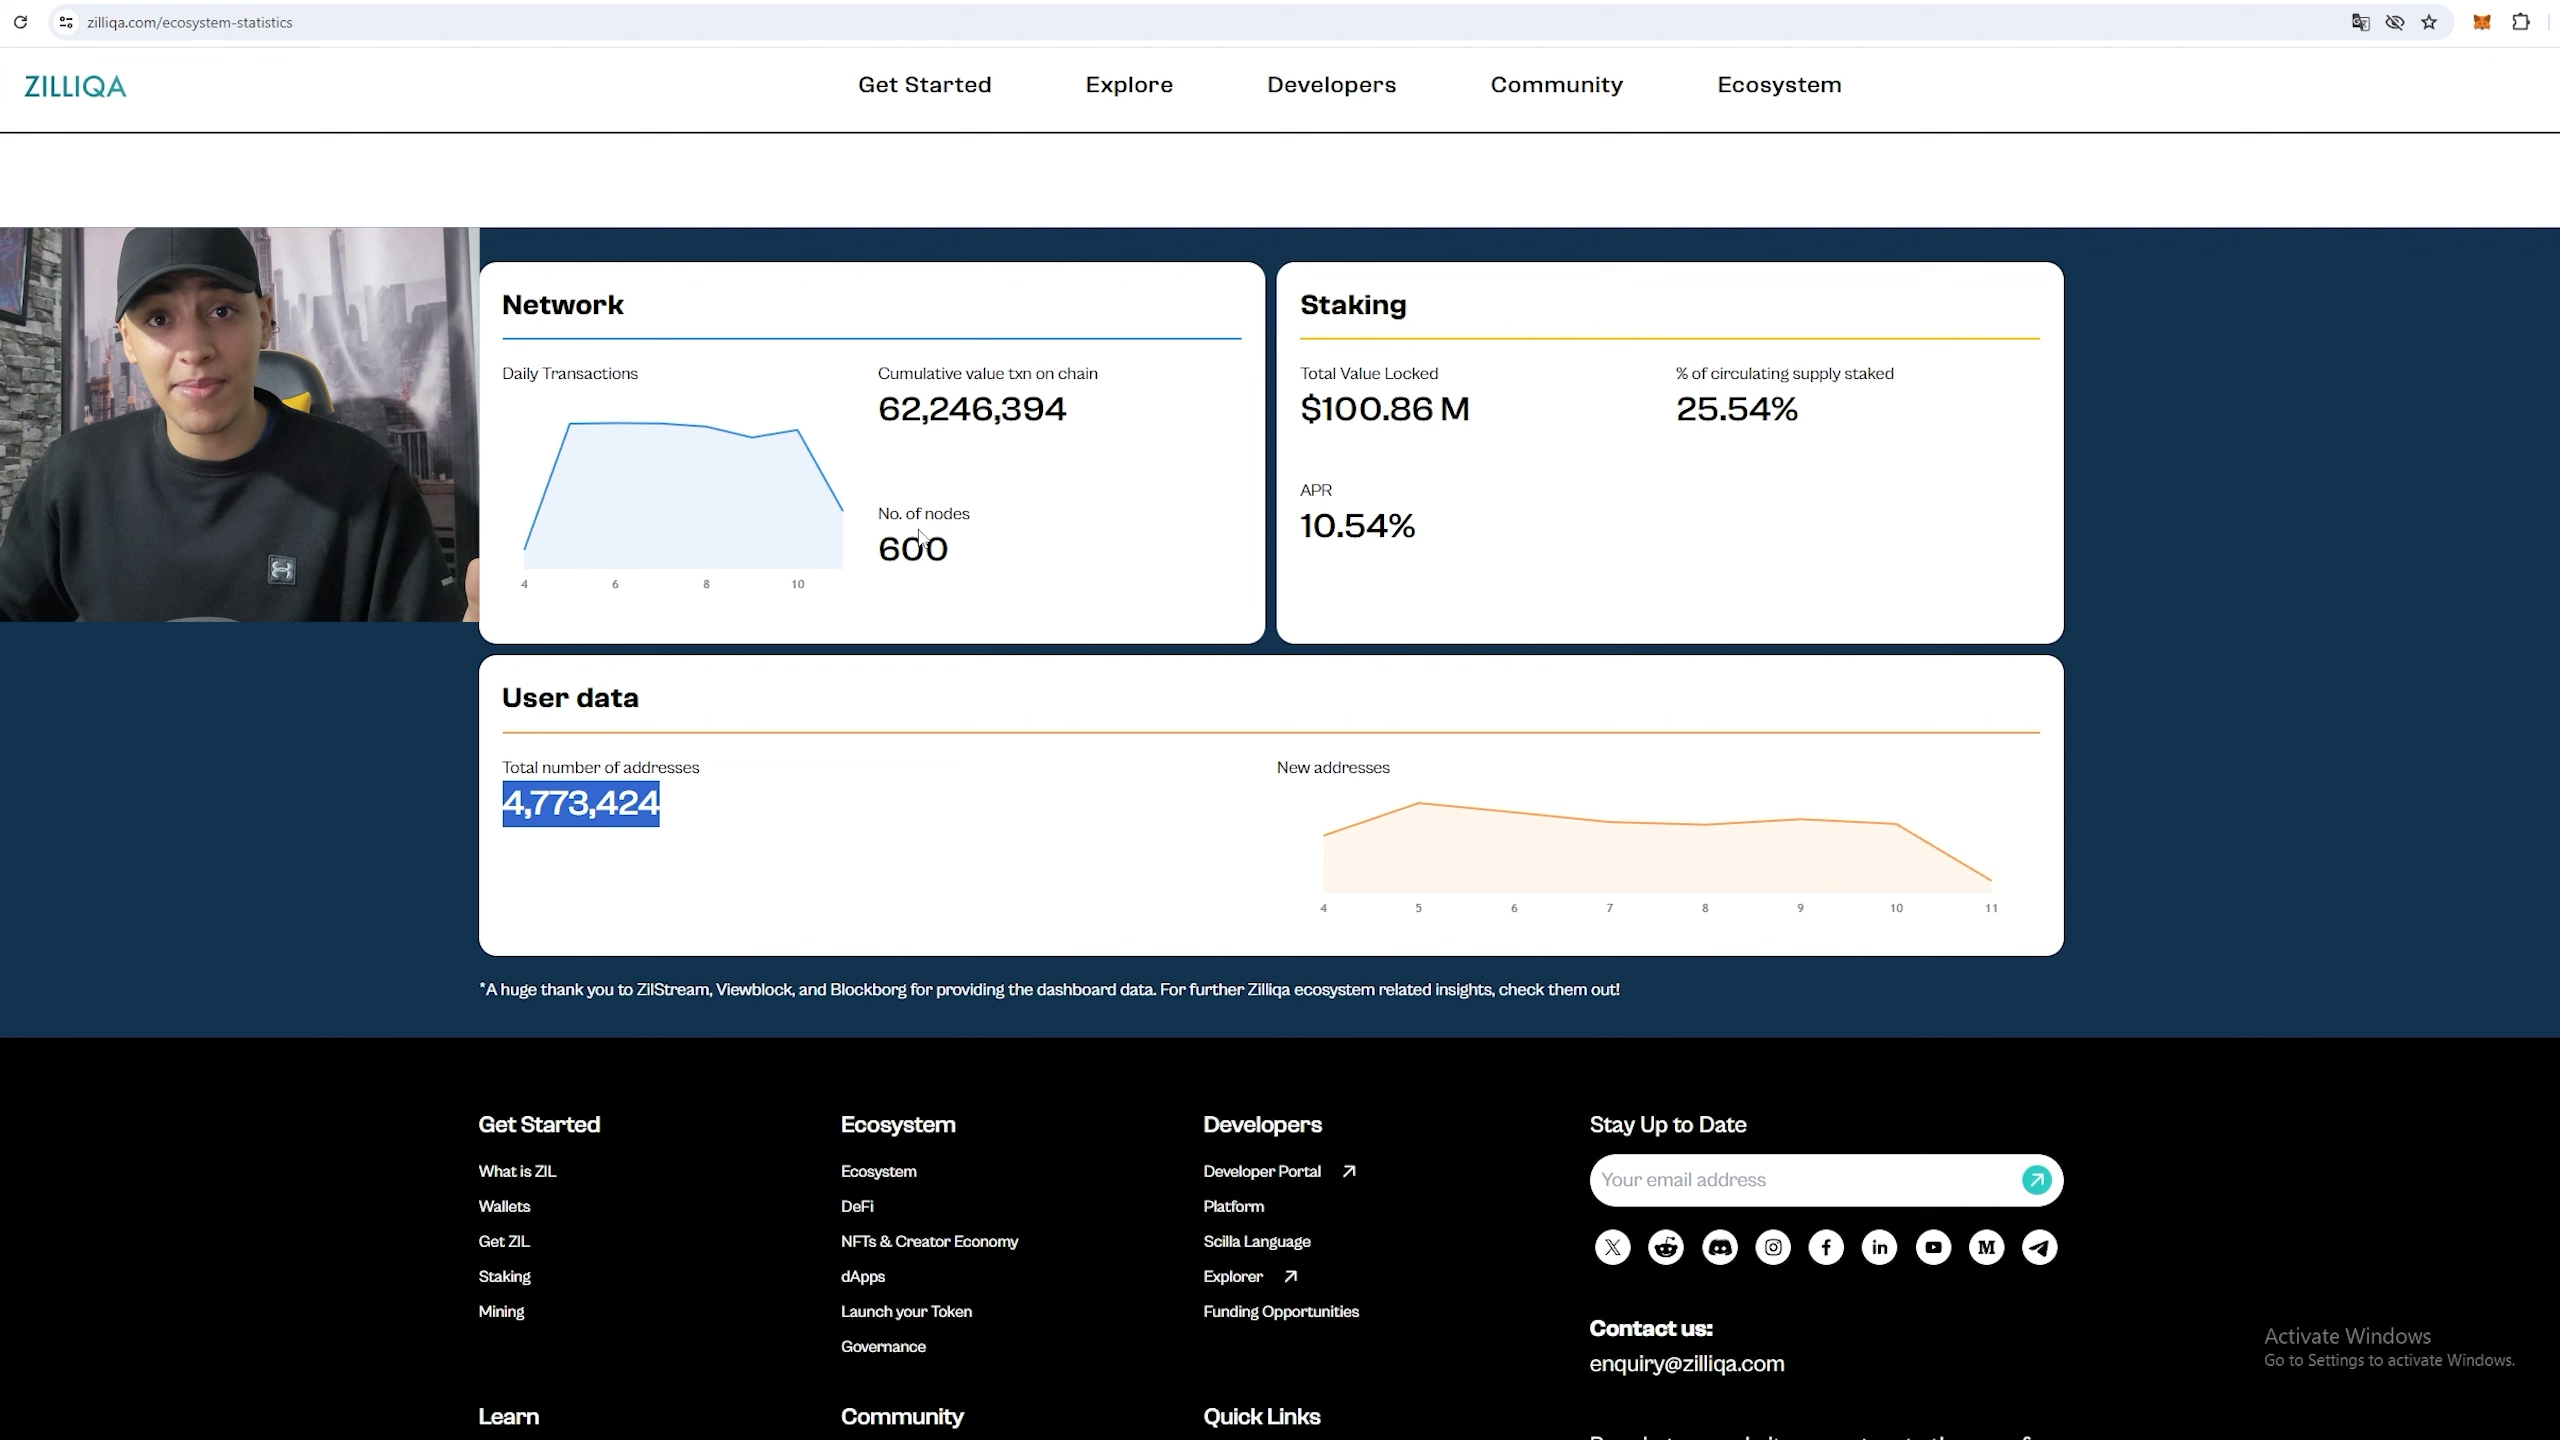 zilliqa.com/ecosystem-statistics
ZILLIQA
Get Started
Explore
Developers
Community
Ecosystem
Network
Daily Transactions
4
6
8
10
Cumulative value txn on chain
62,246,394
No. of nodes
600
Staking
Total Value Locked
$100.86 M
% of circulating supply staked
25.54%
APR
10.54%
User data
Total number of addresses
4,773,424
New addresses
4
5
6
7
8
9
10
11
*A huge thank you to ZilStream, Viewblock, and Blockborg for providing the dashboard data. For further Zilliqa ecosystem related insights, check them out!
Get Started
What is ZIL
Wallets
Get ZIL
Staking
Mining
Ecosystem
Ecosystem
DeFi
NFTs & Creator Economy
dApps
Launch your Token
Governance
Developers
Developer Portal
Platform
Scilla Language
Explorer
Funding Opportunities
Stay Up to Date
Your email address
Contact us:
enquiry@zilliqa.com
Activate Windows
Go to Settings to activate Windows.
Learn
Community
Quick Links